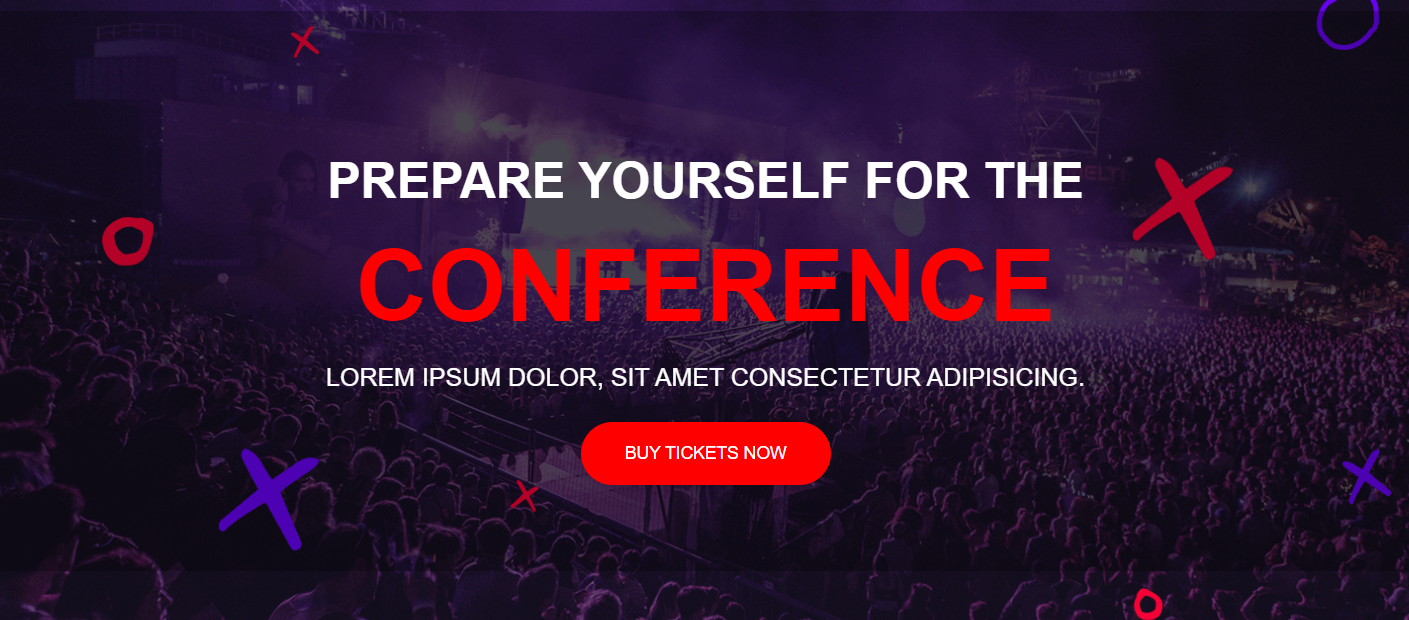 PREPARE YOURSELF FOR THE
CONFERENCE
LOREM IPSUM DOLOR, SIT AMET CONSECTETUR ADIPISICING.
BUY TICKETS NOW